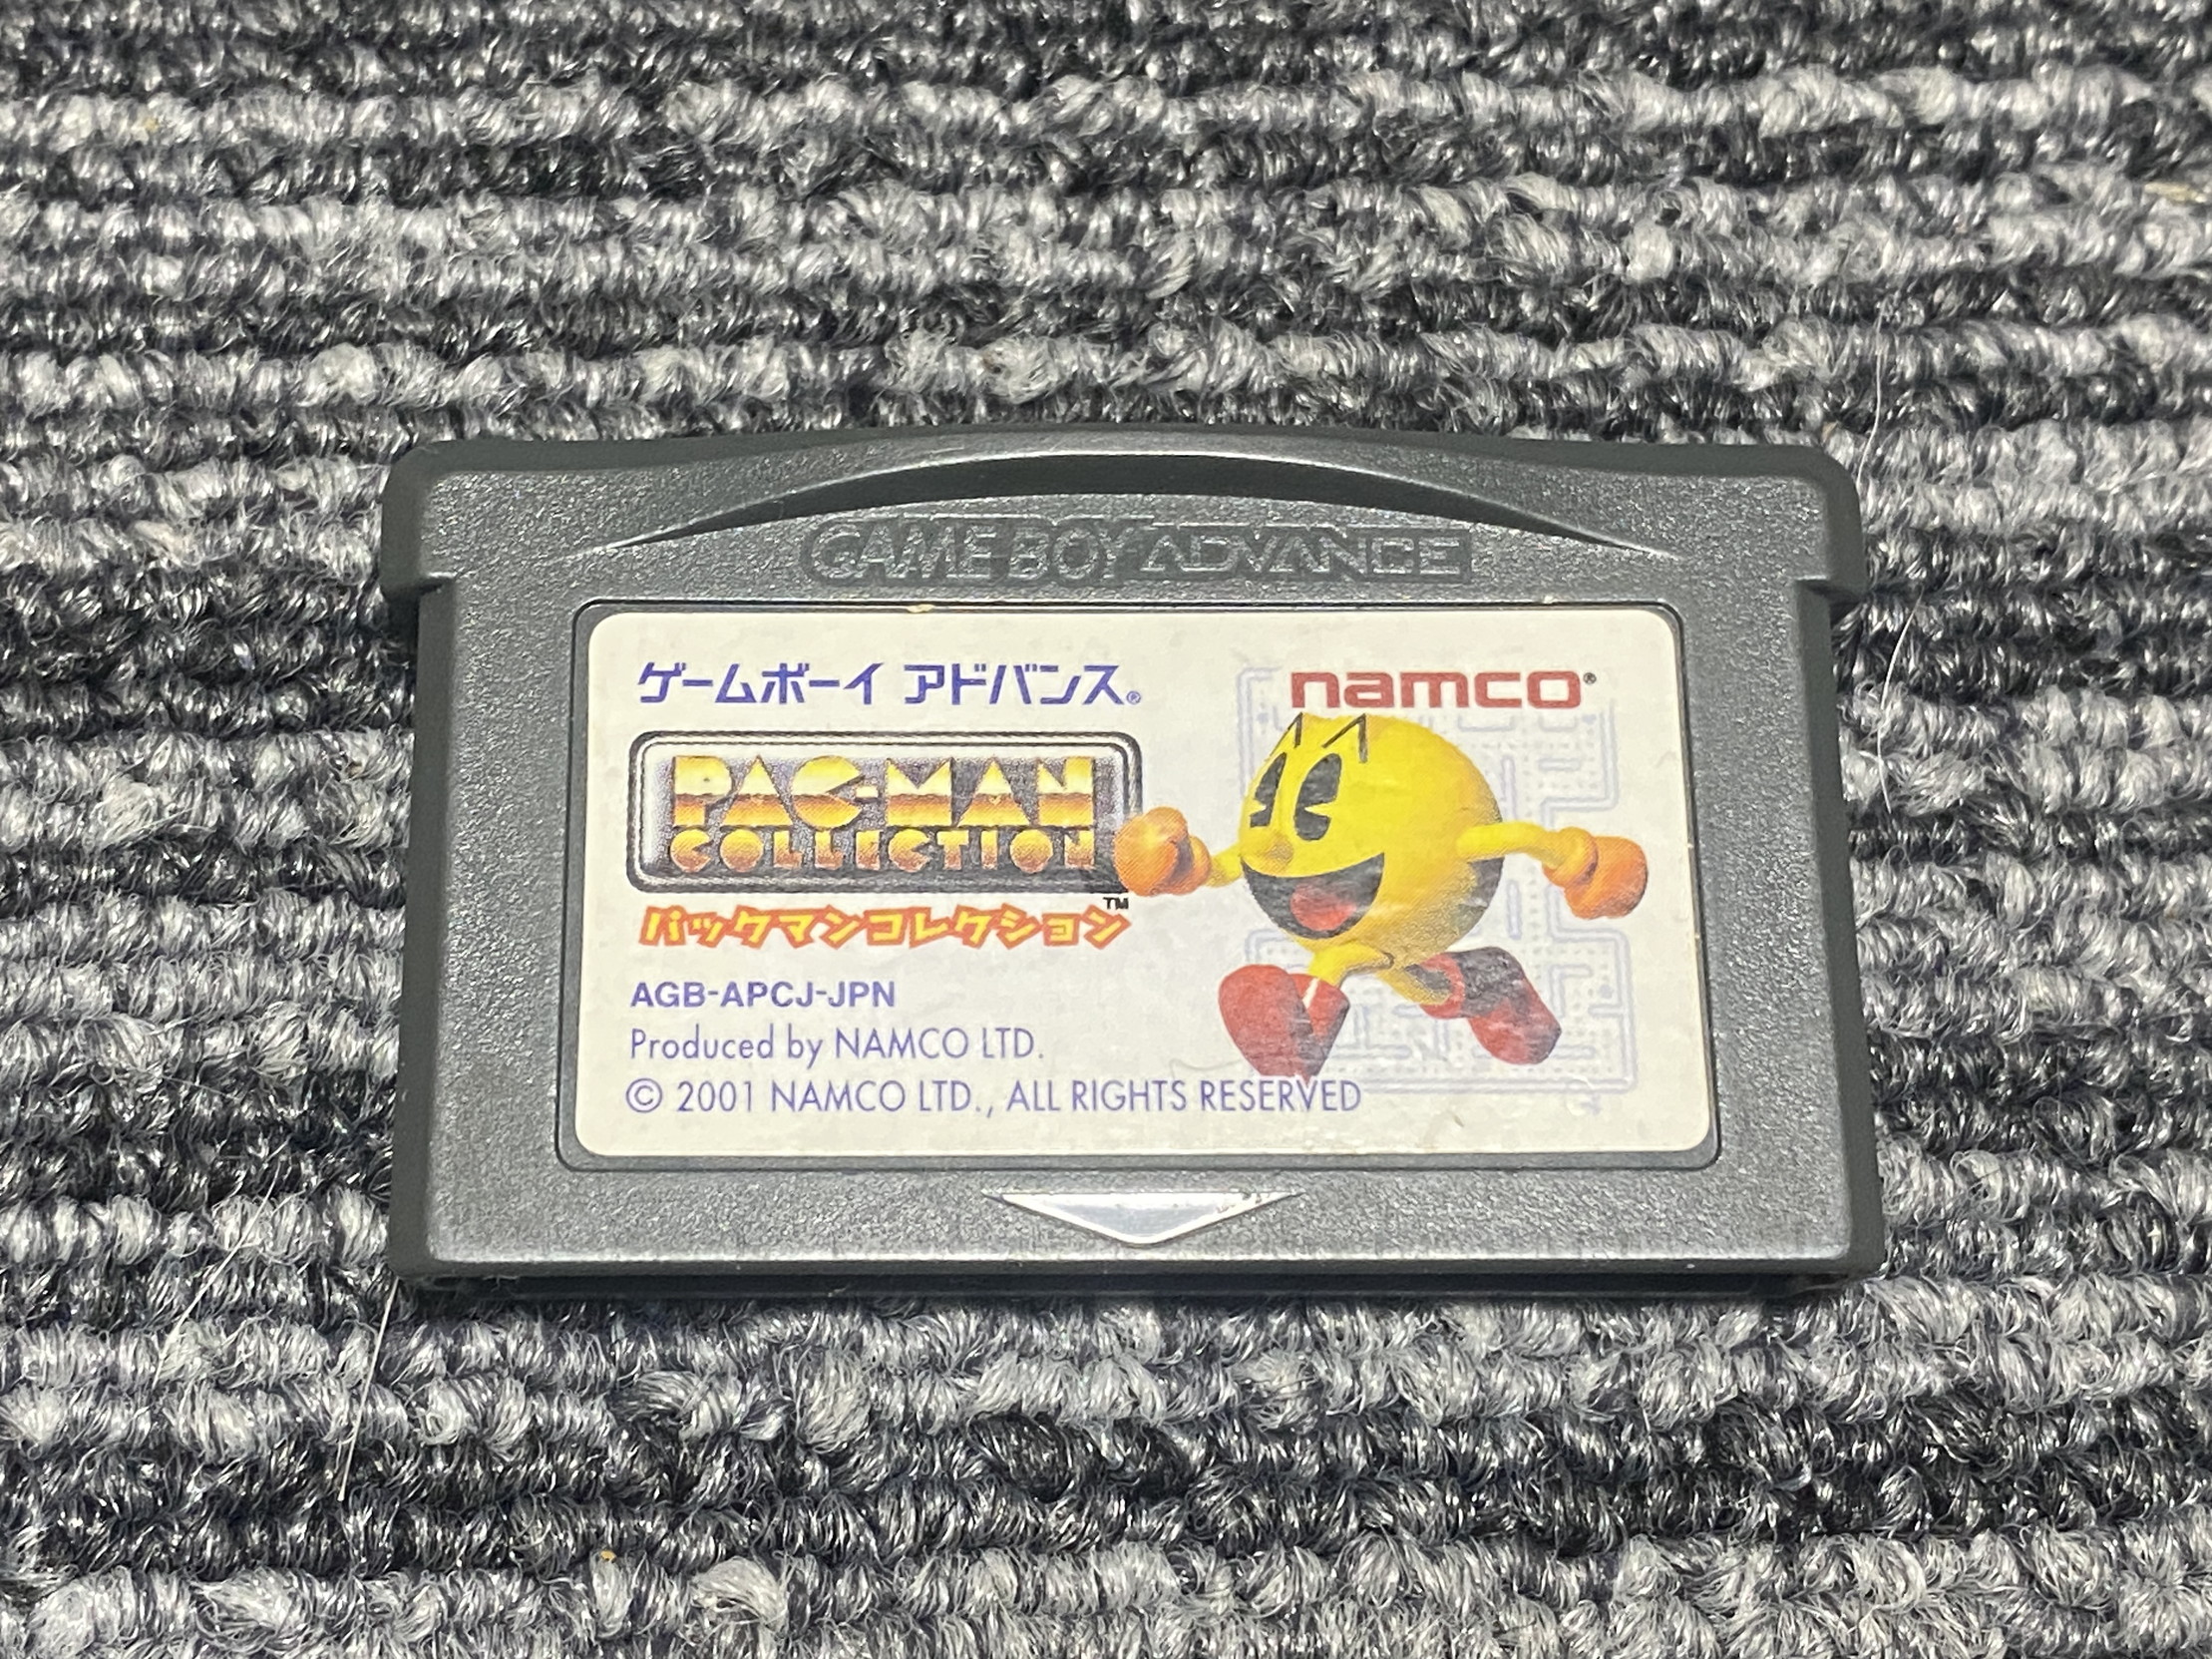 GAME BOY ADVANCE
ゲームボーイ アドバンス®
namco®
PAC-MAN
COLLECTION
TM
パックマンコレクション
AGB-APCJ-JPN
Produced by NAMCO LTD.
© 2001 NAMCO LTD., ALL RIGHTS RESERVED